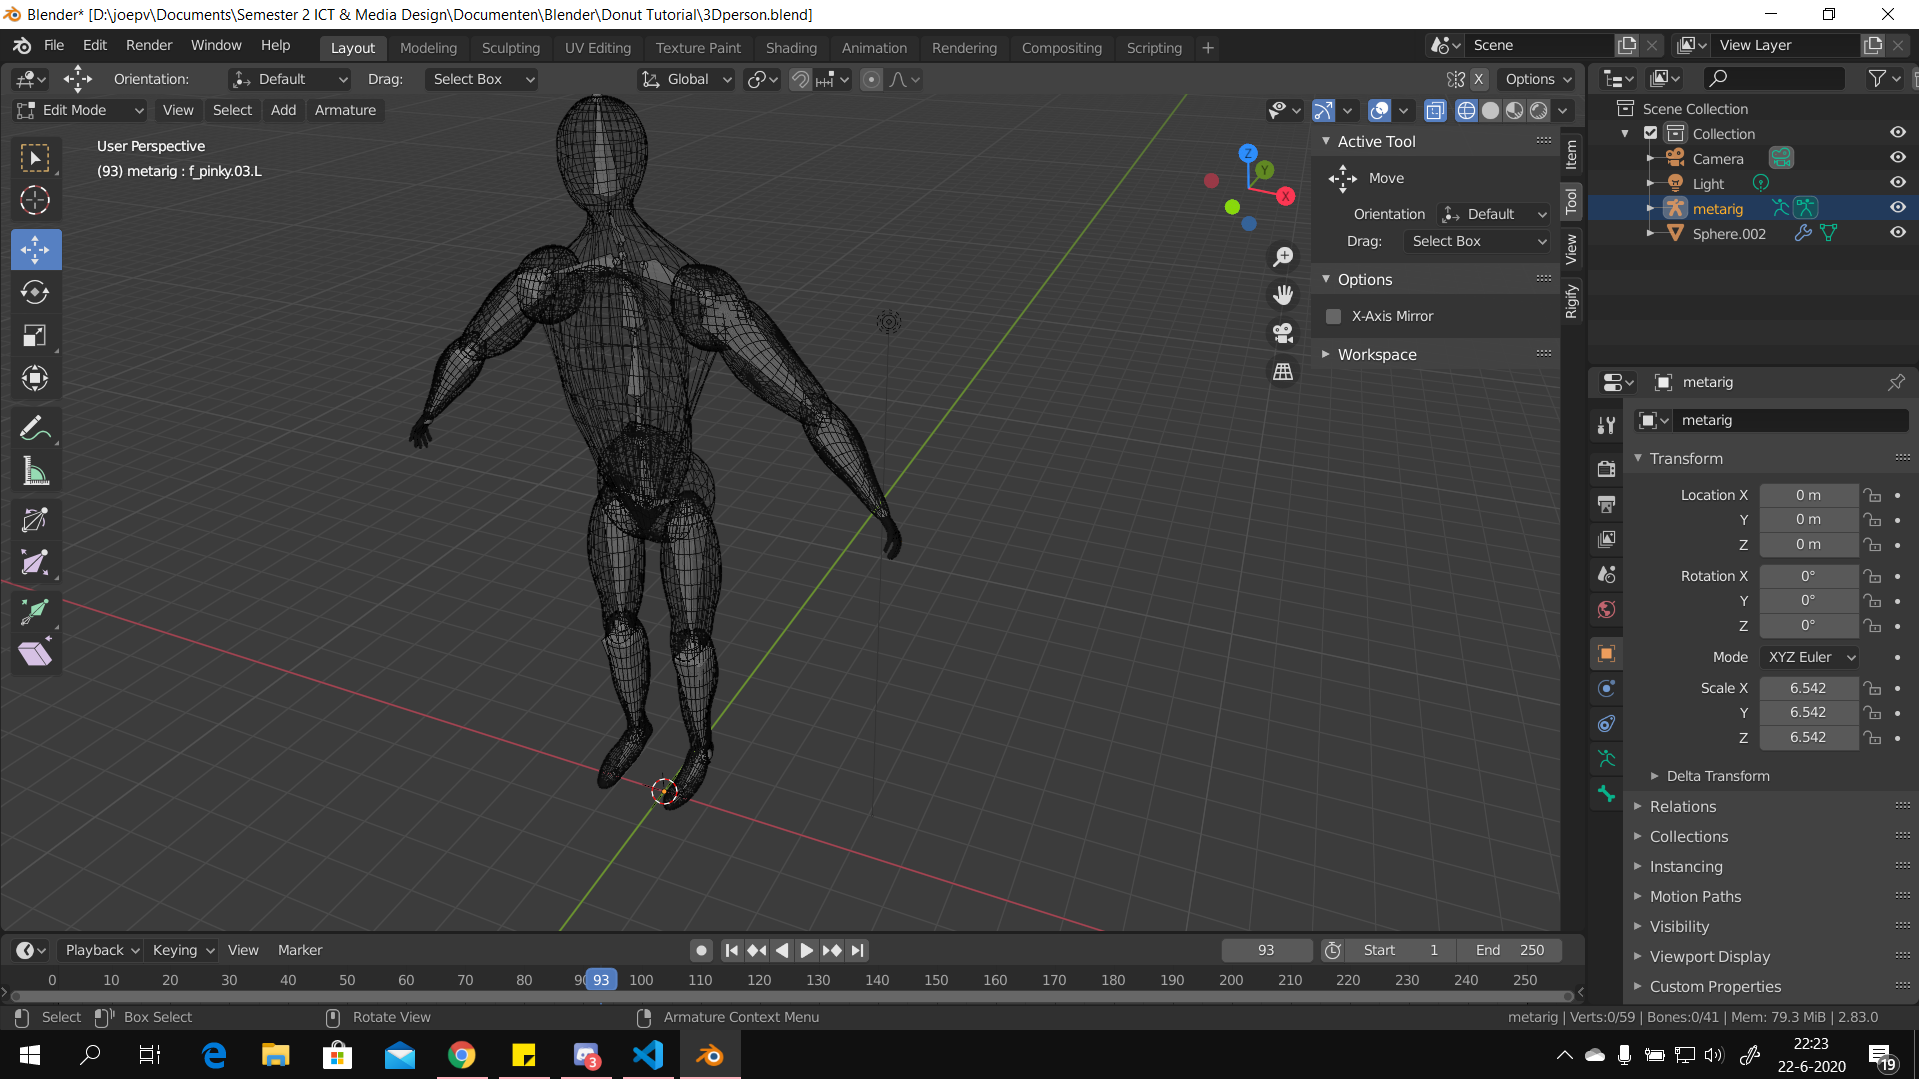 Blender* [D:\joepv\Documents\Semester 2 ICT & Media Design\Documenten\Blender\Donut Tutorial\3Dperson.blend]
File Edit Render Window Help Layout Modeling Sculpting UV Editing Texture Paint Shading Animation Rendering Compositing Scripting + Scene View Layer
Orientation: Default Drag: Select Box Global X Options
Edit Mode View Select Add Armature
User Perspective
(93) metarig : f_pinky.03.L
Z
Y
X
Active Tool
Move
Orientation Default
Drag: Select Box
Options
X-Axis Mirror
Workspace
Item
Tool
View
Rigify
Scene Collection
Collection
Camera
Light
metarig
Sphere.002
metarig
metarig
Transform
Location X 0 m
Y 0 m
Z 0 m
Rotation X 0°
Y 0°
Z 0°
Mode XYZ Euler
Scale X 6.542
Y 6.542
Z 6.542
Delta Transform
Relations
Collections
Instancing
Motion Paths
Visibility
Viewport Display
Custom Properties
Playback Keying View Marker 93 Start 1 End 250
0 10 20 30 40 50 60 70 80 93 100 110 120 130 140 150 160 170 180 190 200 210 220 230 240 250
Select Box Select Rotate View Armature Context Menu metarig | Verts:0/59 | Bones:0/41 | Mem: 79.3 MiB | 2.83.0
3
22:23
22-6-2020
19